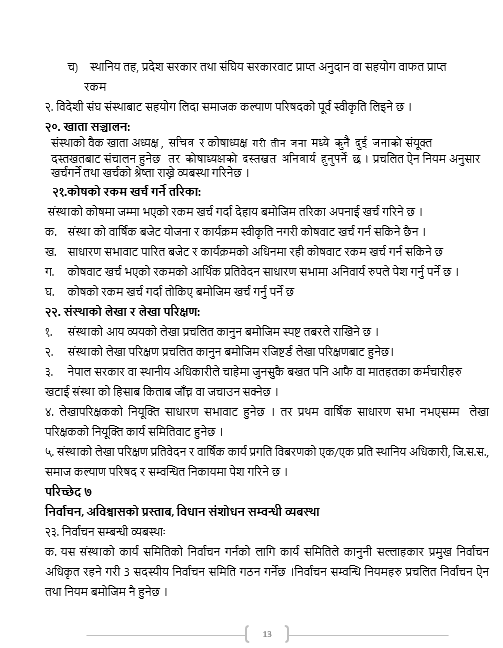 च) स्थानिय तह, प्रदेश सरकार तथा संघिय सरकारवाट प्राप्त अनुदान वा सहयोग वाफत प्राप्त
रकम
२. विदेशी संघ संस्थाबाट सहयोग लिदा समाजक कल्याण परिषदको पूर्व स्वीकृति लिइने छ ।
२०. खाता सञ्चालन:
संस्थाको वैक खाता अध्यक्ष , सचिव र कोषाध्यक्ष गरी तीन जना मध्ये कुनै दुई जनाको संयूक्त
दस्तखतबाट संचालन हुनेछ तर कोषाध्यक्षको दस्तखत अनिवार्य हुनुपर्ने छ । प्रचलित ऐन नियम अनुसार
खर्चगर्ने तथा खर्चको श्रेष्ता राख्ने व्यबस्था गरिनेछ ।
२१.कोषको रकम खर्च गर्ने तरिका:
संस्थाको कोषमा जम्मा भएको रकम खर्च गर्दा देहाय बमोजिम तरिका अपनाई खर्च गरिने छ ।
क. संस्था को वार्षिक बजेट योजना र कार्यक्रम स्वीकृति नगरी कोषवाट खर्च गर्न सकिने छैन ।
ख. साधारण सभावाट पारित बजेट र कार्यक्रमको अधिनमा रही कोषवाट रकम खर्च गर्न सकिने छ
ग. कोषवाट खर्च भएको रकमको आर्थिक प्रतिवेदन साधारण सभामा अनिवार्य रुपले पेश गर्नु पर्ने छ ।
घ. कोषको रकम खर्च गर्दा तोकिए बमोजिम खर्च गर्नु पर्ने छ
२२. संस्थाको लेखा र लेखा परिक्षण:
१. संस्थाको आय व्ययको लेखा प्रचलित कानुन बमोजिम स्पष्ट तबरले राखिने छ ।
२. संस्थाको लेखा परिक्षण प्रचलित कानुन बमोजिम रजिष्टर्ड लेखा परिक्षणबाट हुनेछ।
३. नेपाल सरकार वा स्थानीय अधिकारीले चाहेमा जुनसुकै बखत पनि आफै वा मातहतका कर्मचारीहरु
खटाई संस्था को हिसाब किताब जाँच्न वा जचाउन सक्नेछ ।
४. लेखापरिक्षकको नियूक्ति साधारण सभावाट हुनेछ । तर प्रथम वार्षिक साधारण सभा नभएसम्म लेखा
परिक्षकको नियूक्ति कार्य समितिवाट हुनेछ ।
५. संस्थाको लेखा परिक्षण प्रतिवेदन र वार्षिक कार्य प्रगति विबरणको एक/एक प्रति स्थानिय अधिकारी, जि.स.स.,
समाज कल्याण परिषद र सम्वन्धित निकायमा पेश गरिने छ ।
परिच्छेद ७
निर्वाचन, अविश्वासको प्रस्ताब, विधान संशोधन सम्वन्धी व्यबस्था
२३. निर्वाचन सम्बन्धी व्यबस्थाः
क. यस संस्थाको कार्य समितिको निर्वाचन गर्नको लागि कार्य समितिले कानुनी सल्लाहकार प्रमुख निर्वाचन
अधिकृत रहने गरी 3 सदस्यीय निर्वाचन समिति गठन गर्नेछ ।निर्वाचन सम्वन्धि नियमहरु प्रचलित निर्वाचन ऐन
तथा नियम बमोजिम नै हुनेछ ।
13